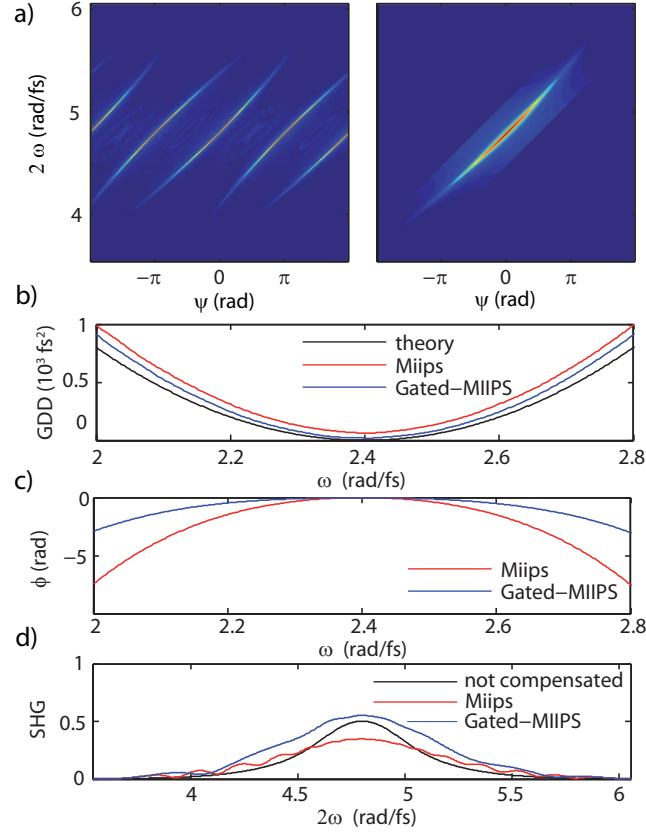 a)
6
5
4
2 ω (rad/fs)
−π 0 π
−π 0 π
ψ (rad)
ψ (rad)
b)
1
0.5
0
GDD (10³ fs²)
theory
Miips
Gated−MIIPS
2 2.2 2.4 2.6 2.8
ω (rad/fs)
c)
0
−5
ϕ (rad)
Miips
Gated−MIIPS
2 2.2 2.4 2.6 2.8
ω (rad/fs)
d)
1
0.5
0
SHG
not compensated
Miips
Gated−MIIPS
4 4.5 5 5.5 6
2ω (rad/fs)